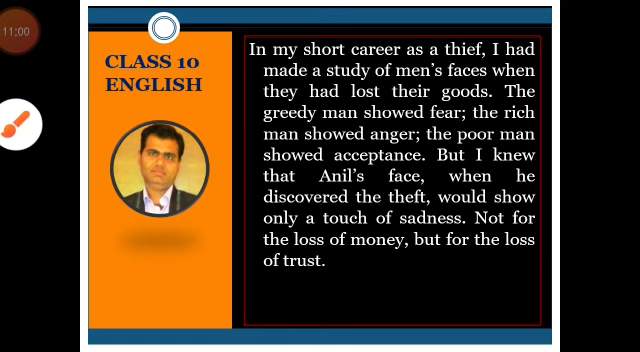 11:00
CLASS 10
ENGLISH
In my short career as a thief, I had
made a study of men's faces when
they had lost their goods. The
greedy man showed fear; the rich
man showed anger; the poor man
showed acceptance. But I knew
that Anil's face, when he
discovered the theft, would show
only a touch of sadness. Not for
the loss of money, but for the loss
of trust.